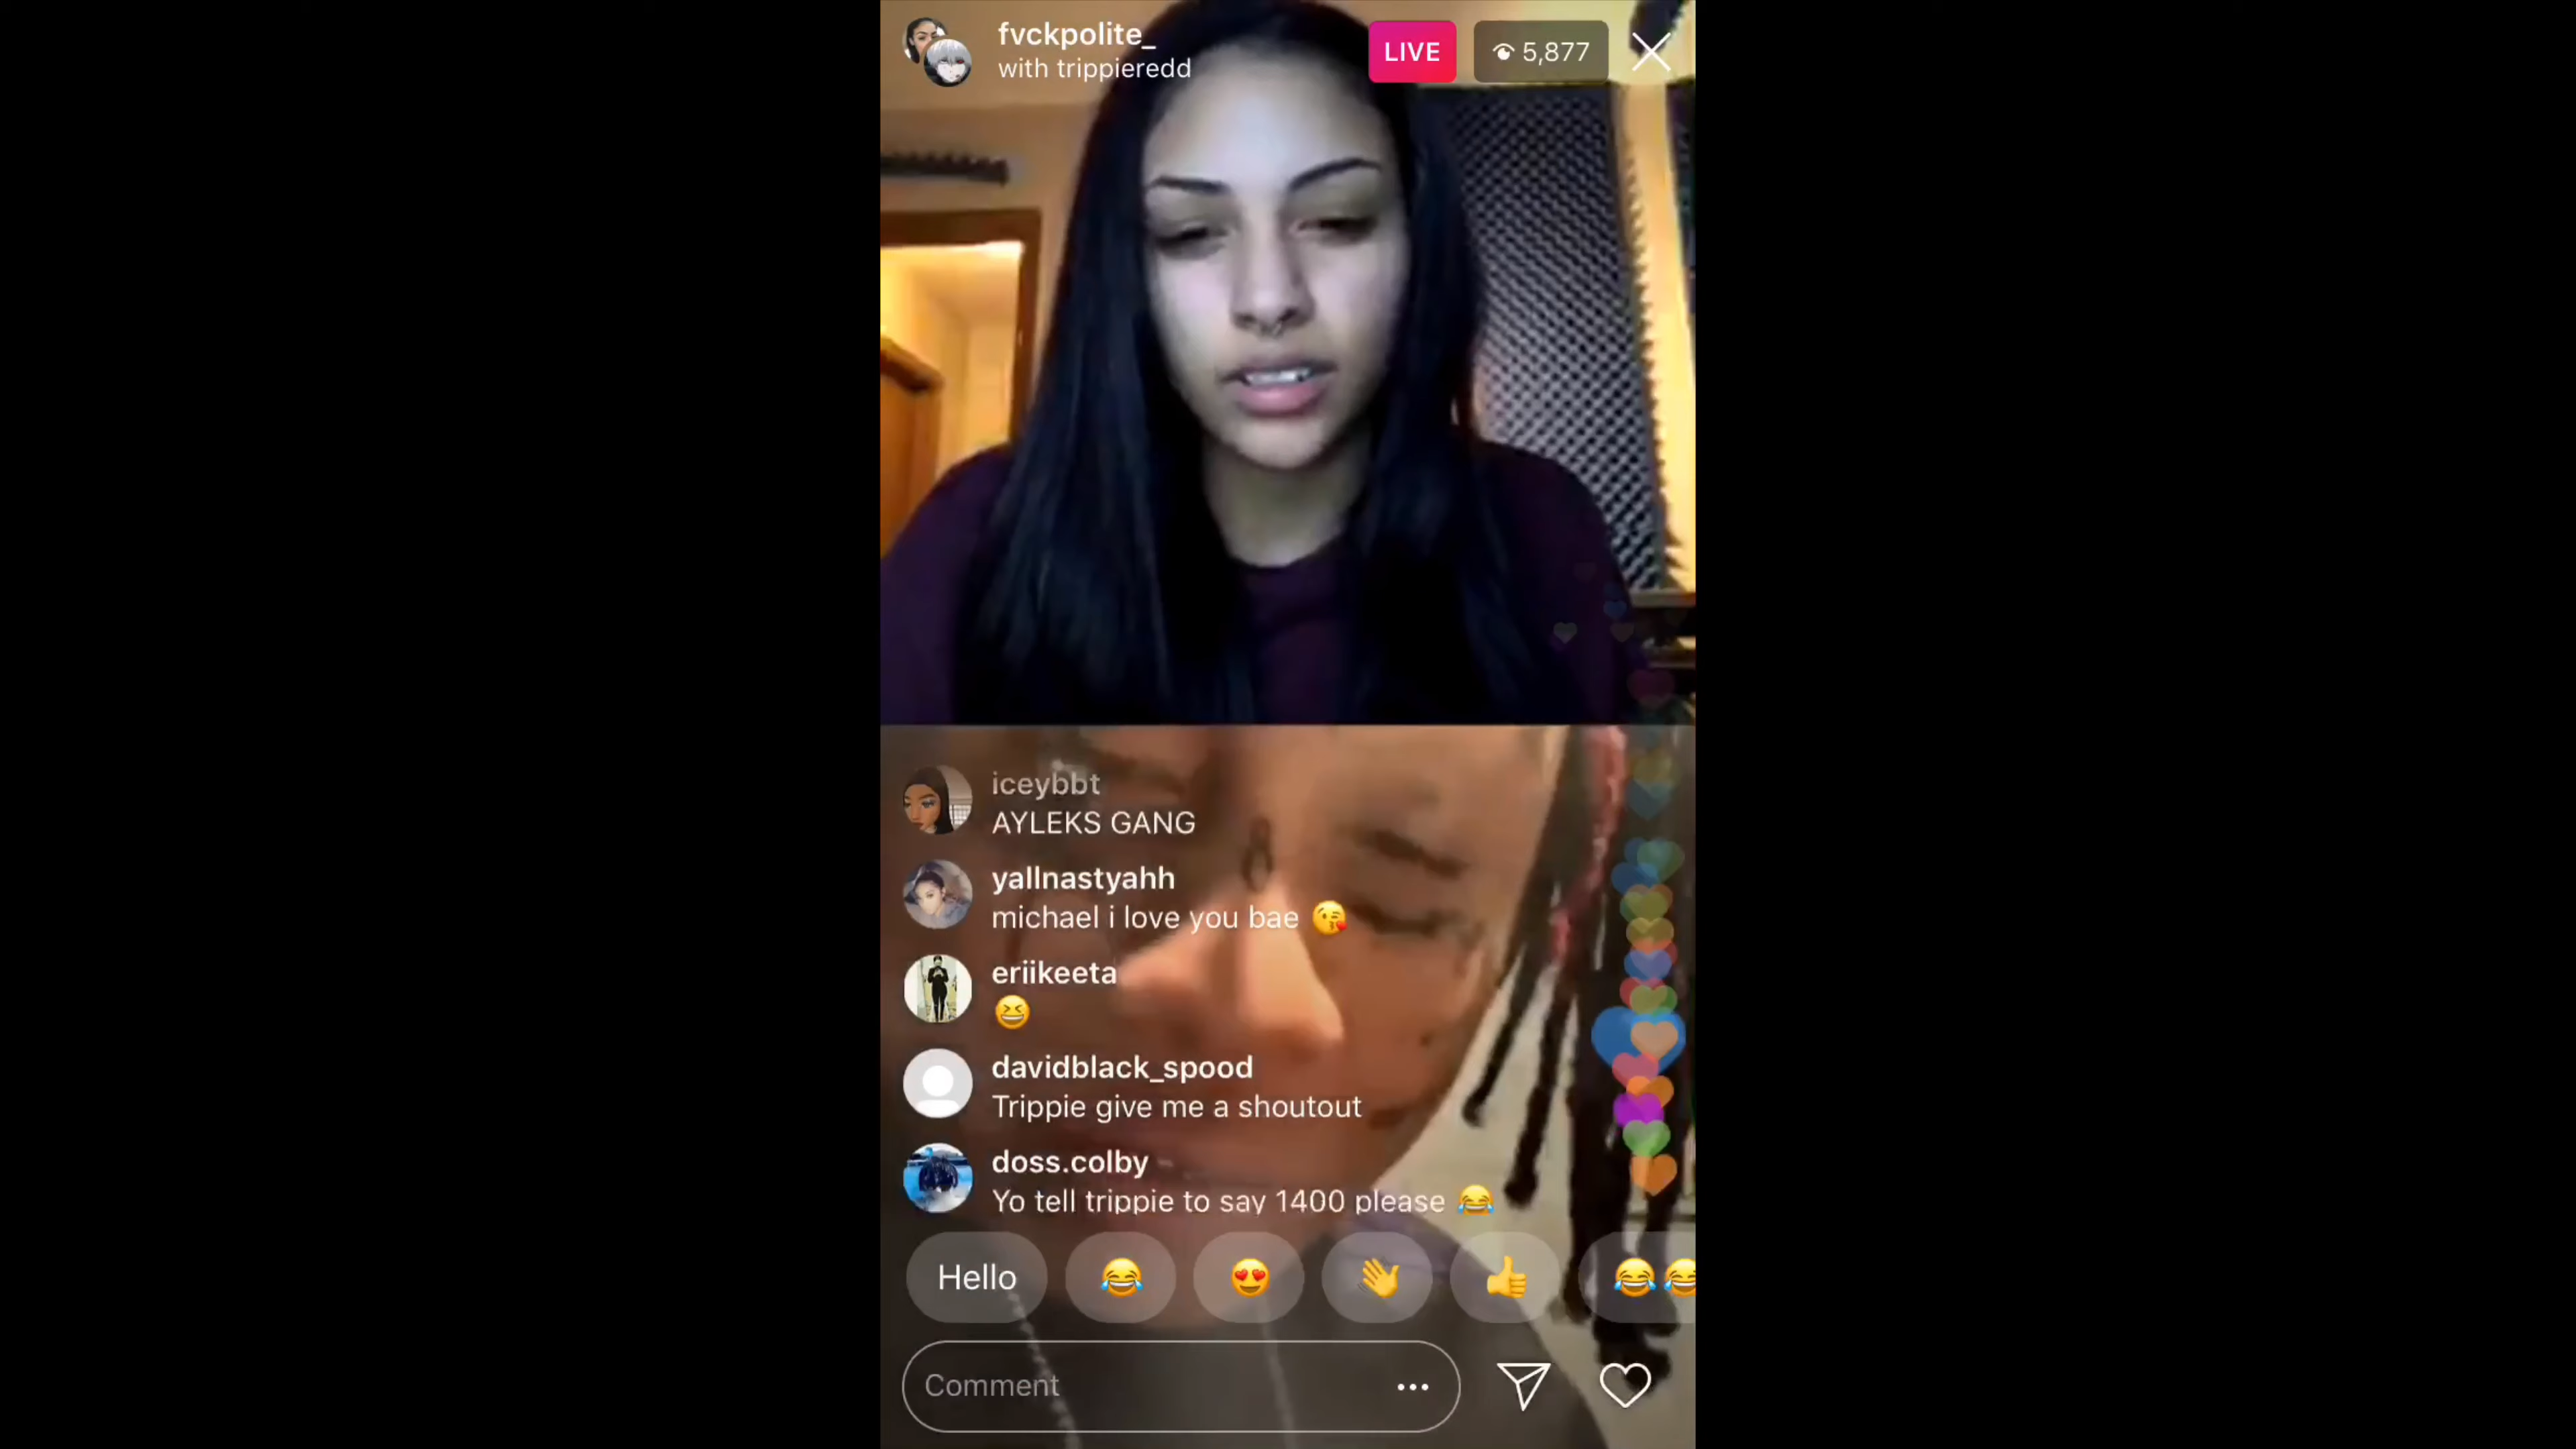 fvckpolite_
with trippieredd
LIVE
5,877
iceybbt
AYLEKS GANG
yallnastyahh
michael i love you bae 😘
eriikeeta
😆
davidblack_spood
Trippie give me a shoutout
doss.colby
Yo tell trippie to say 1400 please 😂
Hello 😂 😍 👋 👍 😂😂
Comment